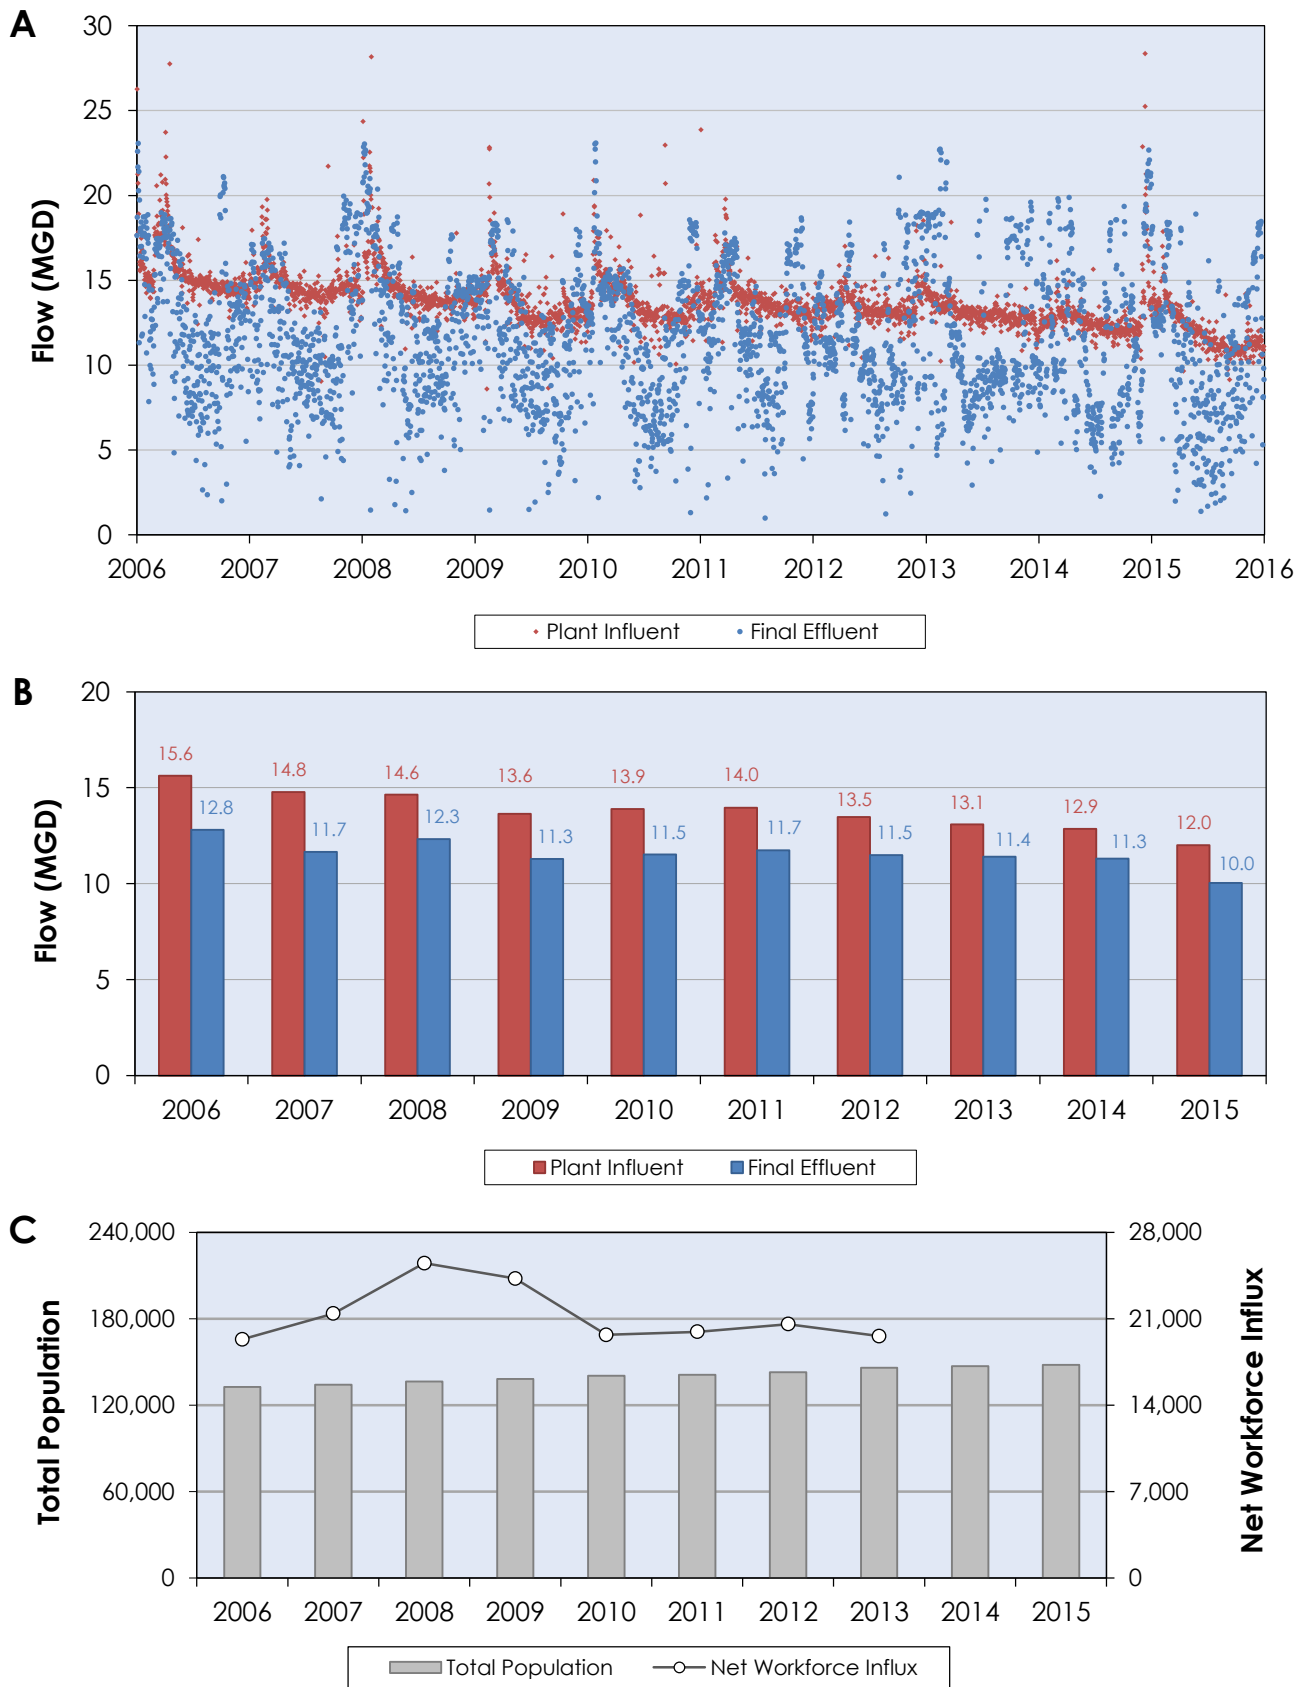 A
Flow (MGD)
30
25
20
15
10
5
0
2006 2007 2008 2009 2010 2011 2012 2013 2014 2015 2016
Plant Influent Final Effluent
B
Flow (MGD)
20
15
10
5
0
15.6 14.8 14.6 13.6 13.9 14.0 13.5 13.1 12.9 12.0
12.8 11.7 12.3 11.3 11.5 11.7 11.5 11.4 11.3 10.0
2006 2007 2008 2009 2010 2011 2012 2013 2014 2015
Plant Influent Final Effluent
C
Total Population
240,000
180,000
120,000
60,000
0
28,000
21,000
14,000
7,000
0
Net Workforce Influx
2006 2007 2008 2009 2010 2011 2012 2013 2014 2015
Total Population Net Workforce Influx